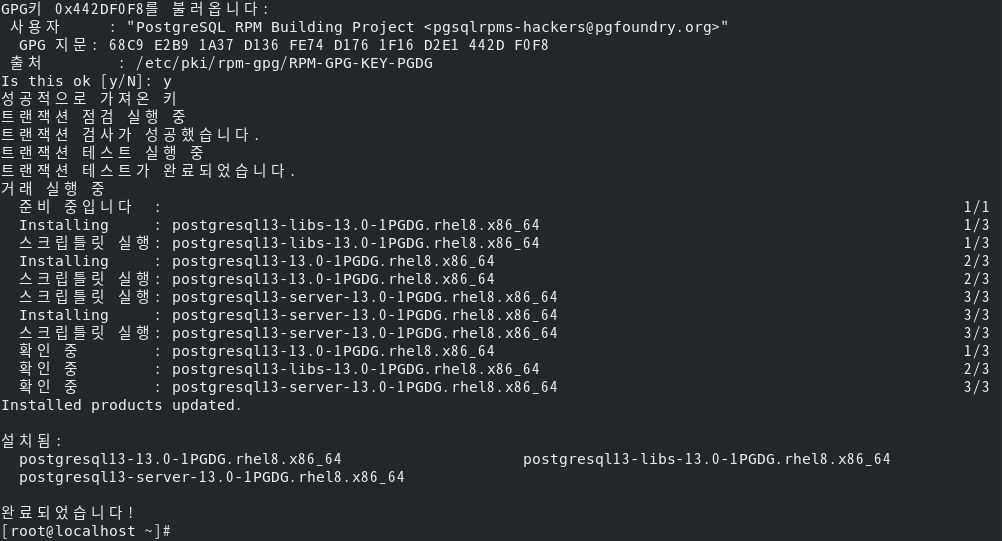 GPG키 0x442DF0F8를 불러옵니다:
사용자     : "PostgreSQL RPM Building Project <pgsqlrpms-hackers@pgfoundry.org>"
GPG 지문: 68C9 E2B9 1A37 D136 FE74 D176 1F16 D2E1 442D F0F8
출처        : /etc/pki/rpm-gpg/RPM-GPG-KEY-PGDG
Is this ok [y/N]: y
성공적으로 가져온 키
트랜잭션 점검 실행 중
트랜잭션 검사가 성공했습니다.
트랜잭션 테스트 실행 중
트랜잭션 테스트가 완료되었습니다.
거래 실행 중
준비 중입니다  : 1/1
Installing     : postgresql13-libs-13.0-1PGDG.rhel8.x86_64 1/3
스크립틀릿 실행: postgresql13-libs-13.0-1PGDG.rhel8.x86_64 1/3
Installing     : postgresql13-13.0-1PGDG.rhel8.x86_64 2/3
스크립틀릿 실행: postgresql13-13.0-1PGDG.rhel8.x86_64 2/3
스크립틀릿 실행: postgresql13-server-13.0-1PGDG.rhel8.x86_64 3/3
Installing     : postgresql13-server-13.0-1PGDG.rhel8.x86_64 3/3
스크립틀릿 실행: postgresql13-server-13.0-1PGDG.rhel8.x86_64 3/3
확인 중        : postgresql13-13.0-1PGDG.rhel8.x86_64 1/3
확인 중        : postgresql13-libs-13.0-1PGDG.rhel8.x86_64 2/3
확인 중        : postgresql13-server-13.0-1PGDG.rhel8.x86_64 3/3
Installed products updated.
설치됨:
postgresql13-13.0-1PGDG.rhel8.x86_64 postgresql13-libs-13.0-1PGDG.rhel8.x86_64
postgresql13-server-13.0-1PGDG.rhel8.x86_64
완료되었습니다!
[root@localhost ~]#